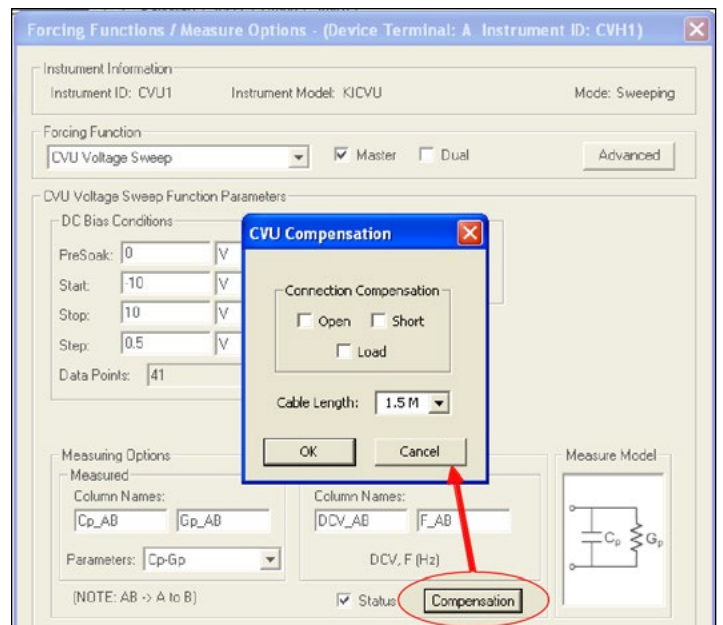 Forcing Functions / Measure Options - (Device Terminal: A Instrument ID: CVH1)
Instrument Information
Instrument ID: CVU1 Instrument Model: KICVU Mode: Sweeping
Forcing Function
CVU Voltage Sweep Master Dual Advanced
CVU Voltage Sweep Function Parameters
DC Bias Conditions
PreSoak: 0 V
Start: -10 V
Stop: 10 V
Step: 0.5 V
Data Points: 41
CVU Compensation
Connection Compensation
Open Short
Load
Cable Length: 1.5 M
OK Cancel
Measuring Options
Measured
Column Names:
Cp_AB Gp_AB
Parameters: Cp-Gp
(NOTE: AB -> A to B)
Column Names:
DCV_AB F_AB
DCV, F (Hz)
Status Compensation
Measure Model
Cp Gp